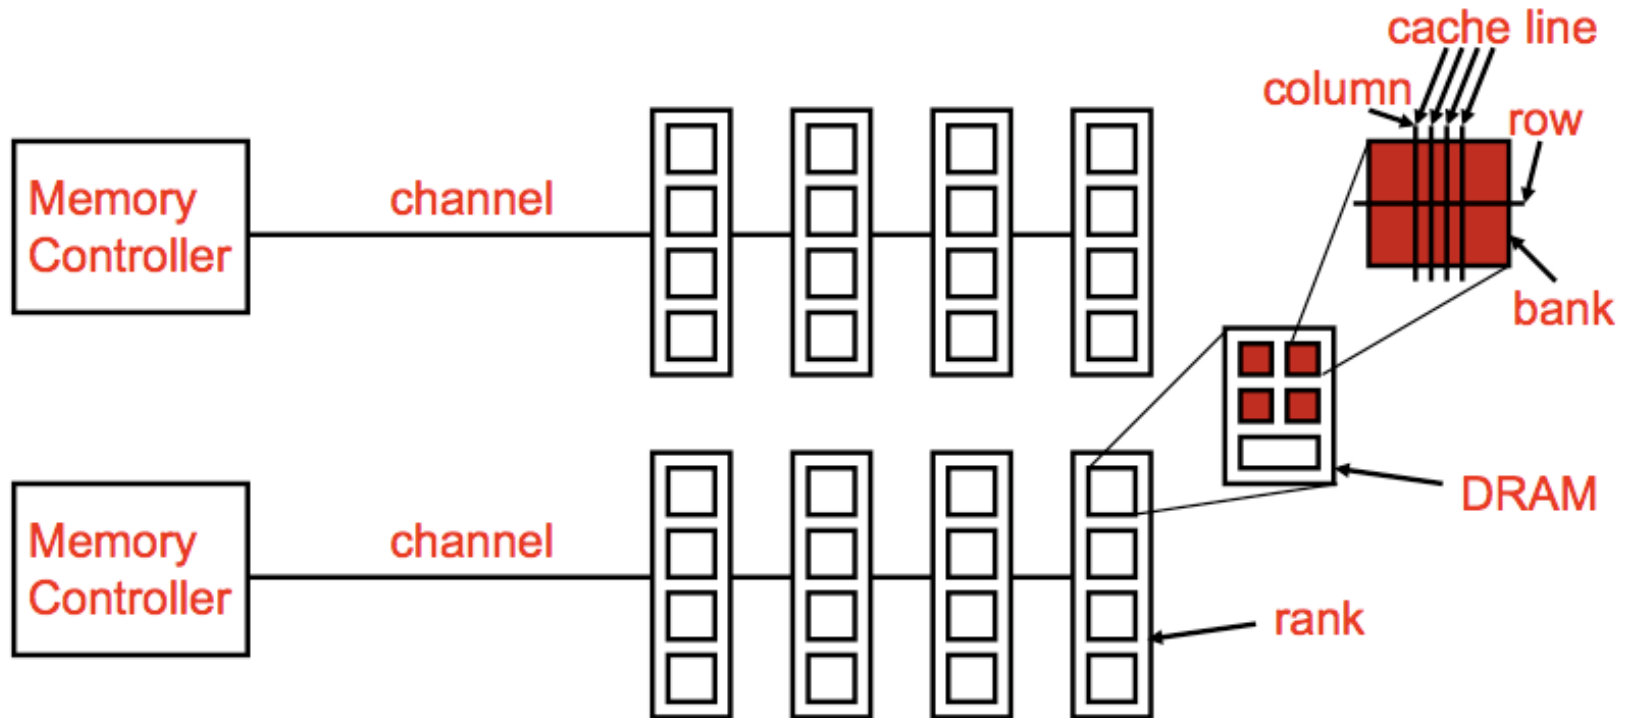 cache line
column
row
Memory
Controller
channel
bank
DRAM
Memory
Controller
channel
rank